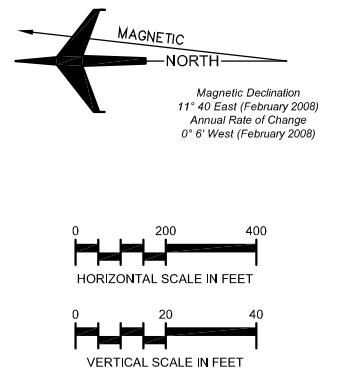 MAGNETIC
NORTH
Magnetic Declination
11° 40 East (February 2008)
Annual Rate of Change
0° 6' West (February 2008)
0 200 400
HORIZONTAL SCALE IN FEET
0 20 40
VERTICAL SCALE IN FEET